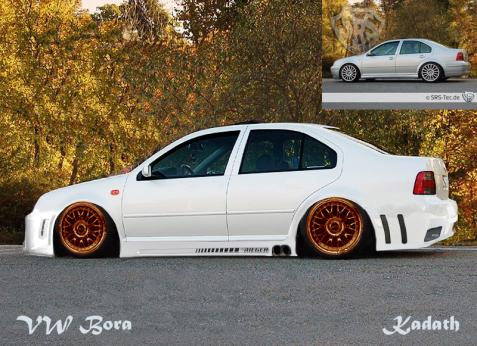 © SRS-Tec.de
RIEGER
VW Bora
Kadath